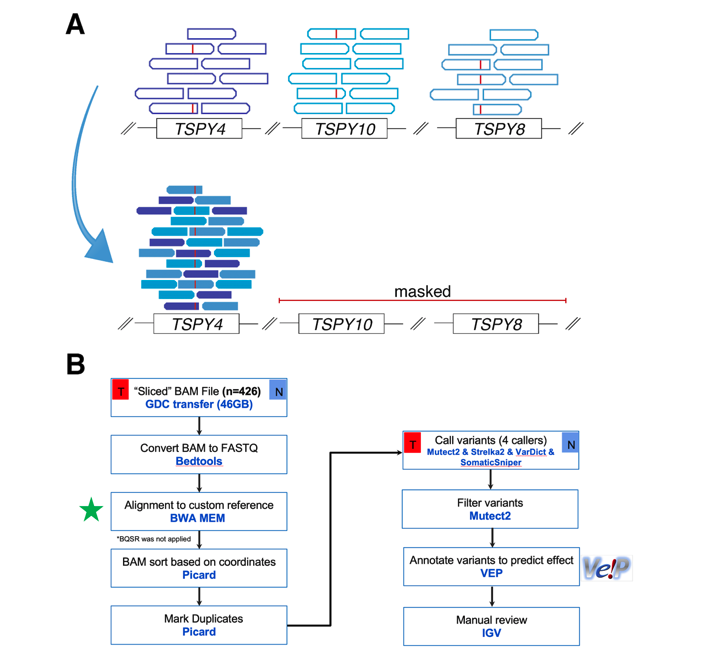 A
TSPY4 TSPY10 TSPY8
masked
TSPY4 TSPY10 TSPY8
B
T "Sliced" BAM File (n=426) N
GDC transfer (46GB)
Convert BAM to FASTQ
Bedtools
Alignment to custom reference
BWA MEM
*BQSR was not applied
BAM sort based on coordinates
Picard
Mark Duplicates
Picard
T Call variants (4 callers) N
Mutect2 & Strelka2 & VarDict &
SomaticSniper
Filter variants
Mutect2
Annotate variants to predict effect
VEP
Ve!P
Manual review
IGV